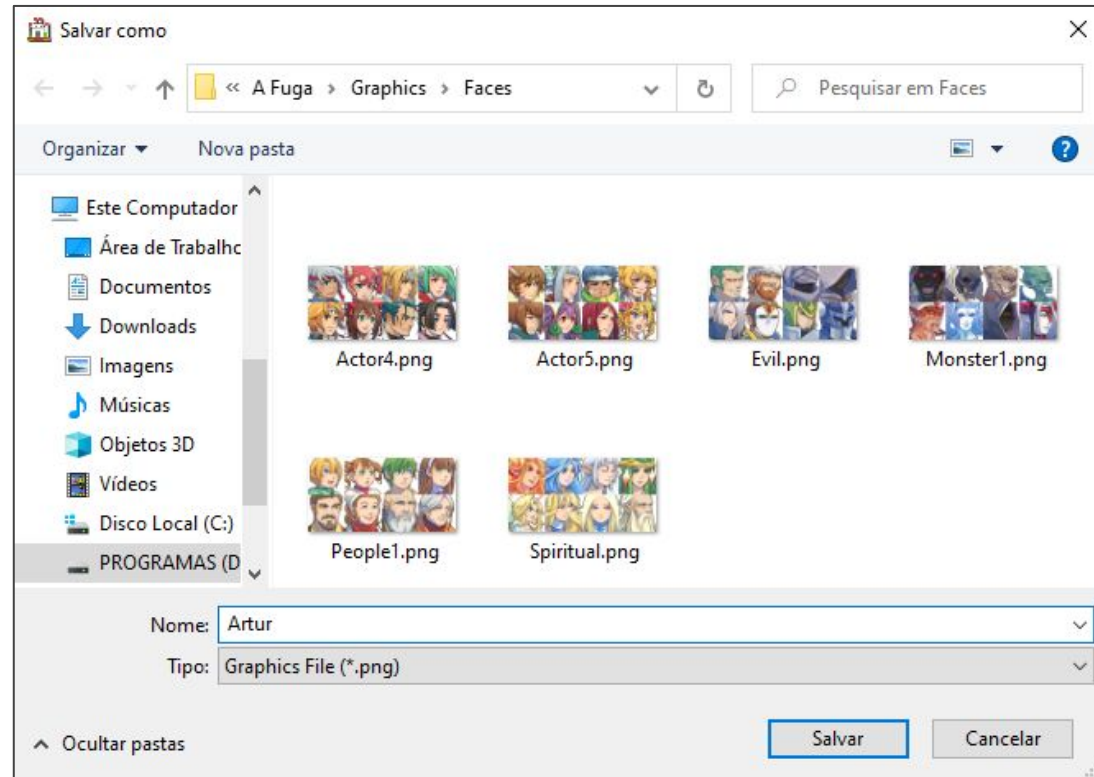 Salvar como
« A Fuga › Graphics › Faces
Pesquisar em Faces
Organizar
Nova pasta
Este Computador
Área de Trabalhc
Documentos
Downloads
Imagens
Músicas
Objetos 3D
Vídeos
Disco Local (C:)
PROGRAMAS (D
Actor4.png
Actor5.png
Evil.png
Monster1.png
People1.png
Spiritual.png
Nome: Artur
Tipo: Graphics File (*.png)
Ocultar pastas
Salvar
Cancelar